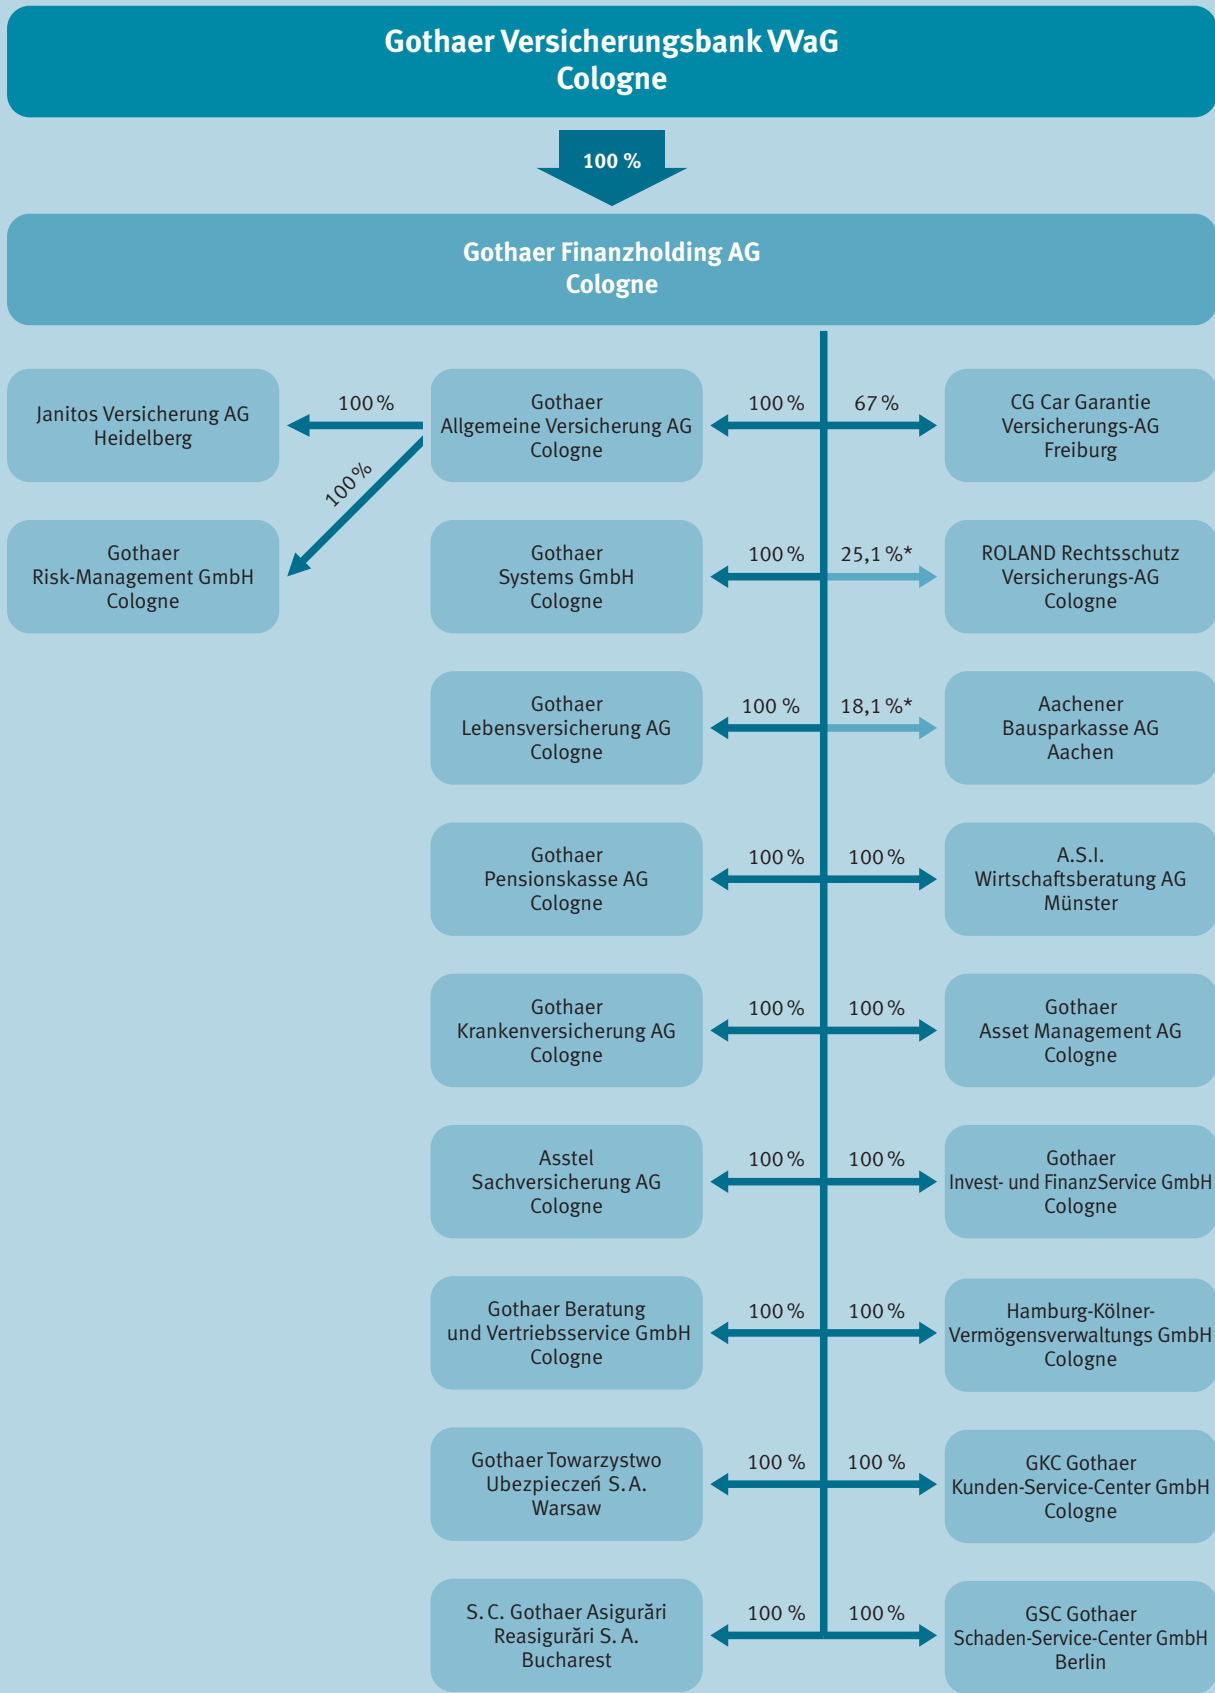 Gothaer Versicherungsbank VVaG
Cologne
100 %
Gothaer Finanzholding AG
Cologne
Janitos Versicherung AG
Heidelberg
100 %
Gothaer
Allgemeine Versicherung AG
Cologne
100 %
67 %
CG Car Garantie
Versicherungs-AG
Freiburg
100 %
Gothaer
Risk-Management GmbH
Cologne
Gothaer
Systems GmbH
Cologne
100 %
25,1 %*
ROLAND Rechtsschutz
Versicherungs-AG
Cologne
Gothaer
Lebensversicherung AG
Cologne
100 %
18,1 %*
Aachener
Bausparkasse AG
Aachen
Gothaer
Pensionskasse AG
Cologne
100 %
100 %
A.S.I.
Wirtschaftsberatung AG
Münster
Gothaer
Krankenversicherung AG
Cologne
100 %
100 %
Gothaer
Asset Management AG
Cologne
Asstel
Sachversicherung AG
Cologne
100 %
100 %
Gothaer
Invest- und FinanzService GmbH
Cologne
Gothaer Beratung
und Vertriebsservice GmbH
Cologne
100 %
100 %
Hamburg-Kölner-
Vermögensverwaltungs GmbH
Cologne
Gothaer Towarzystwo
Ubezpieczeń S. A.
Warsaw
100 %
100 %
GKC Gothaer
Kunden-Service-Center GmbH
Cologne
S. C. Gothaer Asigurări
Reasigurări S. A.
Bucharest
100 %
100 %
GSC Gothaer
Schaden-Service-Center GmbH
Berlin